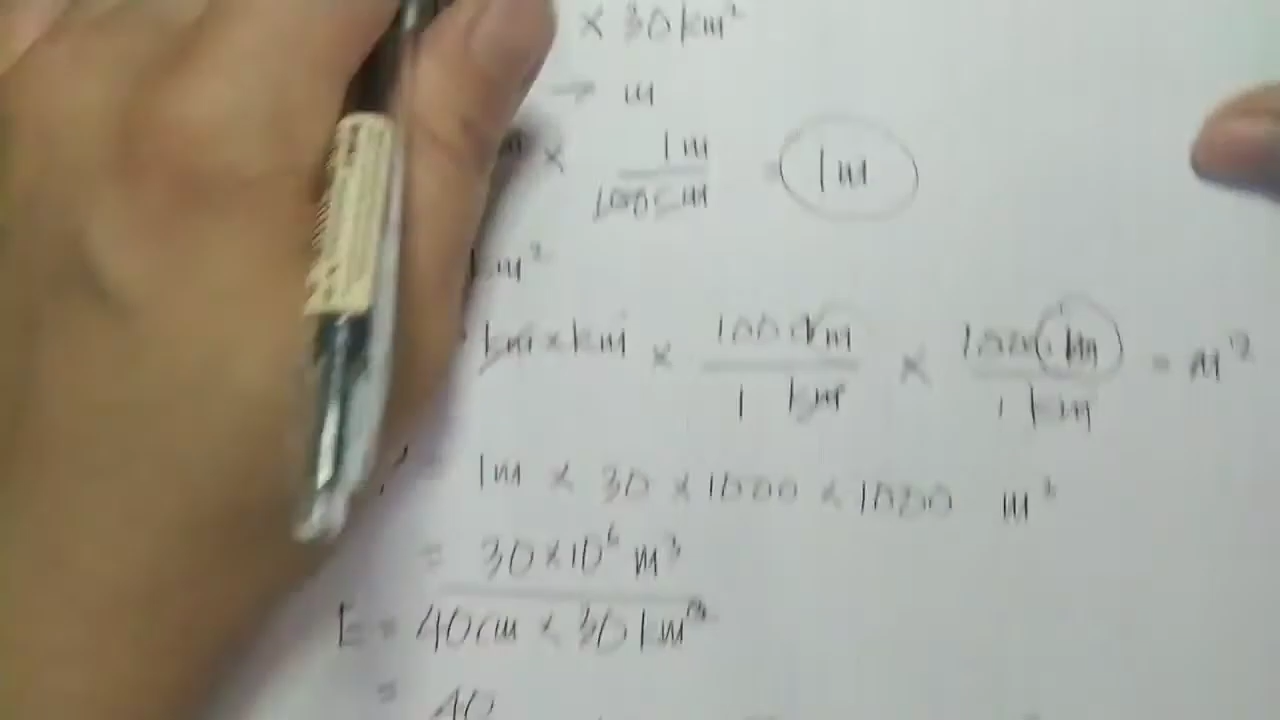 × 30 km²
→ m
× 1m / 100cm = 1m
km²
km × km × 1000 m / 1 km × 1000 m / 1 km = m²
1m × 30 × 1000 × 1000 m³
= 30×10⁶ m³
E = 40cm × 30 km²
= 40